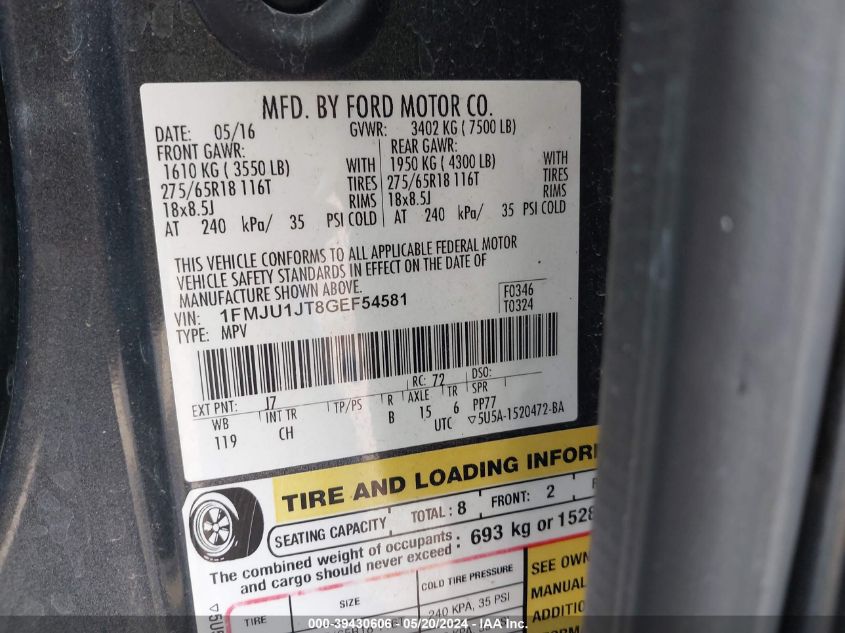 MFD. BY FORD MOTOR CO.
DATE: 05/16 GVWR: 3402 KG ( 7500 LB)
FRONT GAWR: REAR GAWR:
1610 KG ( 3550 LB) WITH 1950 KG ( 4300 LB) WITH
275/65R18 116T TIRES 275/65R18 116T TIRES
18x8.5J RIMS 18x8.5J RIMS
AT 240 kPa/ 35 PSI COLD AT 240 kPa/ 35 PSI COLD
THIS VEHICLE CONFORMS TO ALL APPLICABLE FEDERAL MOTOR
VEHICLE SAFETY STANDARDS IN EFFECT ON THE DATE OF
MANUFACTURE SHOWN ABOVE.
VIN: 1FMJU1JT8GEF54581 F0346
TYPE: MPV T0324
EXT PNT: J7 RC: 72 DSO:
WB INT TR TP/PS R AXLE TR SPR
119 CH B 15 6 PP77
UTC ▽5U5A-1520472-BA
TIRE AND LOADING INFOR
SEATING CAPACITY TOTAL: 8 FRONT: 2
The combined weight of occupants and cargo should never exceed: 693 kg or 1528
TIRE SIZE COLD TIRE PRESSURE SEE OWN
MANUAL
240 KPA, 35 PSI ADDITIO
000-39430606 - 05/20/2024 - IAA Inc.